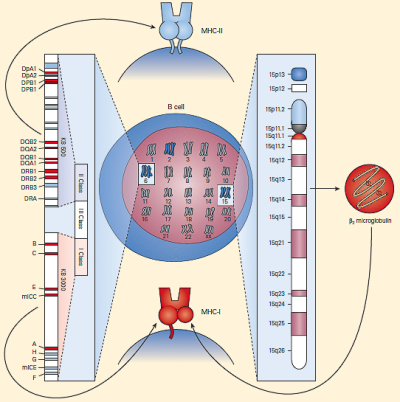 MHC-II
DpA1
DpA2
DPB1
DPB1
DQB2
DQA2
DQB1
DQA1
DRB1
DRB2
DRB3
DRA
KB 500
II Class
III Class
I Class
KB 3000
B
C
E
mICC
A
H
G
mICE
F
B cell
1 2 3 4 5
6 7 8 9 10
11 12 13 14 15
16 17 18 19 20
21 22
MHC-I
15p13
15p12
15p11,2
15p11,1
15q11,1
15q11,2
15q12
15q13
15q14
15q15
15q21
15q22
15q23
15q24
15q25
15q26
β₂ microglobulin